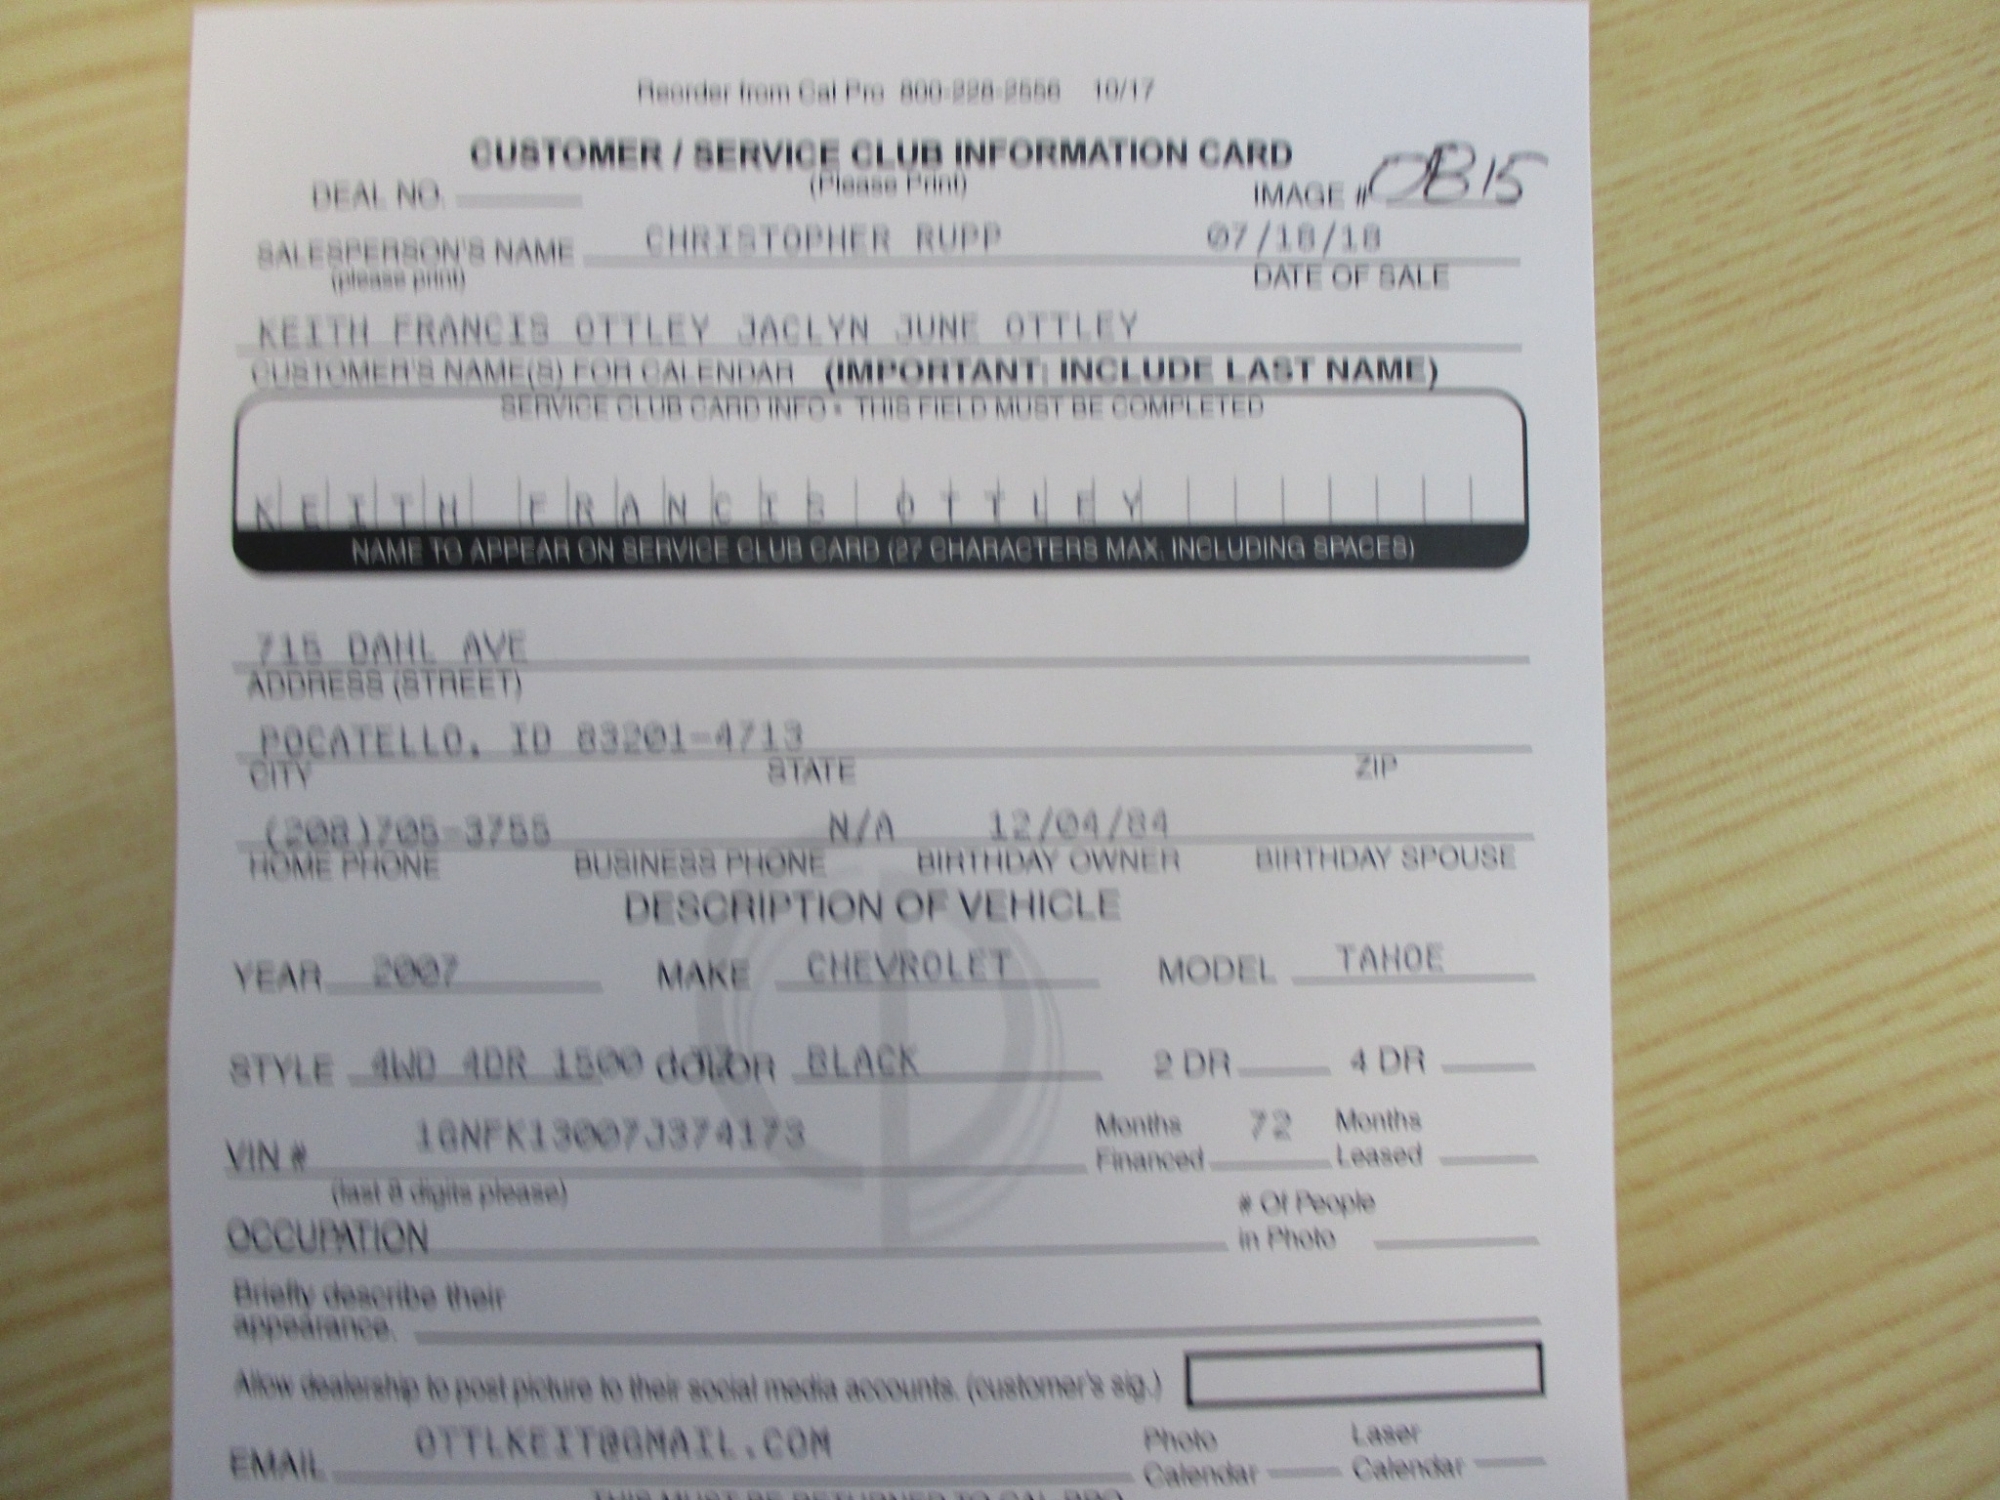 Reorder from Cal Pro 800-228-2556 10/17
CUSTOMER / SERVICE CLUB INFORMATION CARD
(Please Print)
DEAL NO.
IMAGE # 0815
SALESPERSON'S NAME CHRISTOPHER RUPP 07/18/18
(please print) DATE OF SALE
KEITH FRANCIS OTTLEY JACLYN JUNE OTTLEY
CUSTOMER'S NAME(S) FOR CALENDAR (IMPORTANT: INCLUDE LAST NAME)
SERVICE CLUB CARD INFO • THIS FIELD MUST BE COMPLETED
KEITH FRANCIS OTTLEY
NAME TO APPEAR ON SERVICE CLUB CARD (27 CHARACTERS MAX. INCLUDING SPACES)
715 DAHL AVE
ADDRESS (STREET)
POCATELLO, ID 83201-4713
CITY STATE ZIP
(208)705-3755 N/A 12/04/84
HOME PHONE BUSINESS PHONE BIRTHDAY OWNER BIRTHDAY SPOUSE
DESCRIPTION OF VEHICLE
YEAR 2007 MAKE CHEVROLET MODEL TAHOE
STYLE 4WD 4DR 1500 COLOR BLACK 2 DR 4 DR
VIN # 1GNFK13007J374173 Months Financed 72 Months Leased
(last 8 digits please)
OCCUPATION # Of People in Photo
Briefly describe their
appearance.
Allow dealership to post picture to their social media accounts. (customer's sig.)
EMAIL OTTLKEIT@GMAIL.COM Photo Calendar Laser Calendar
THIS MUST BE RETURNED TO CAL PRO